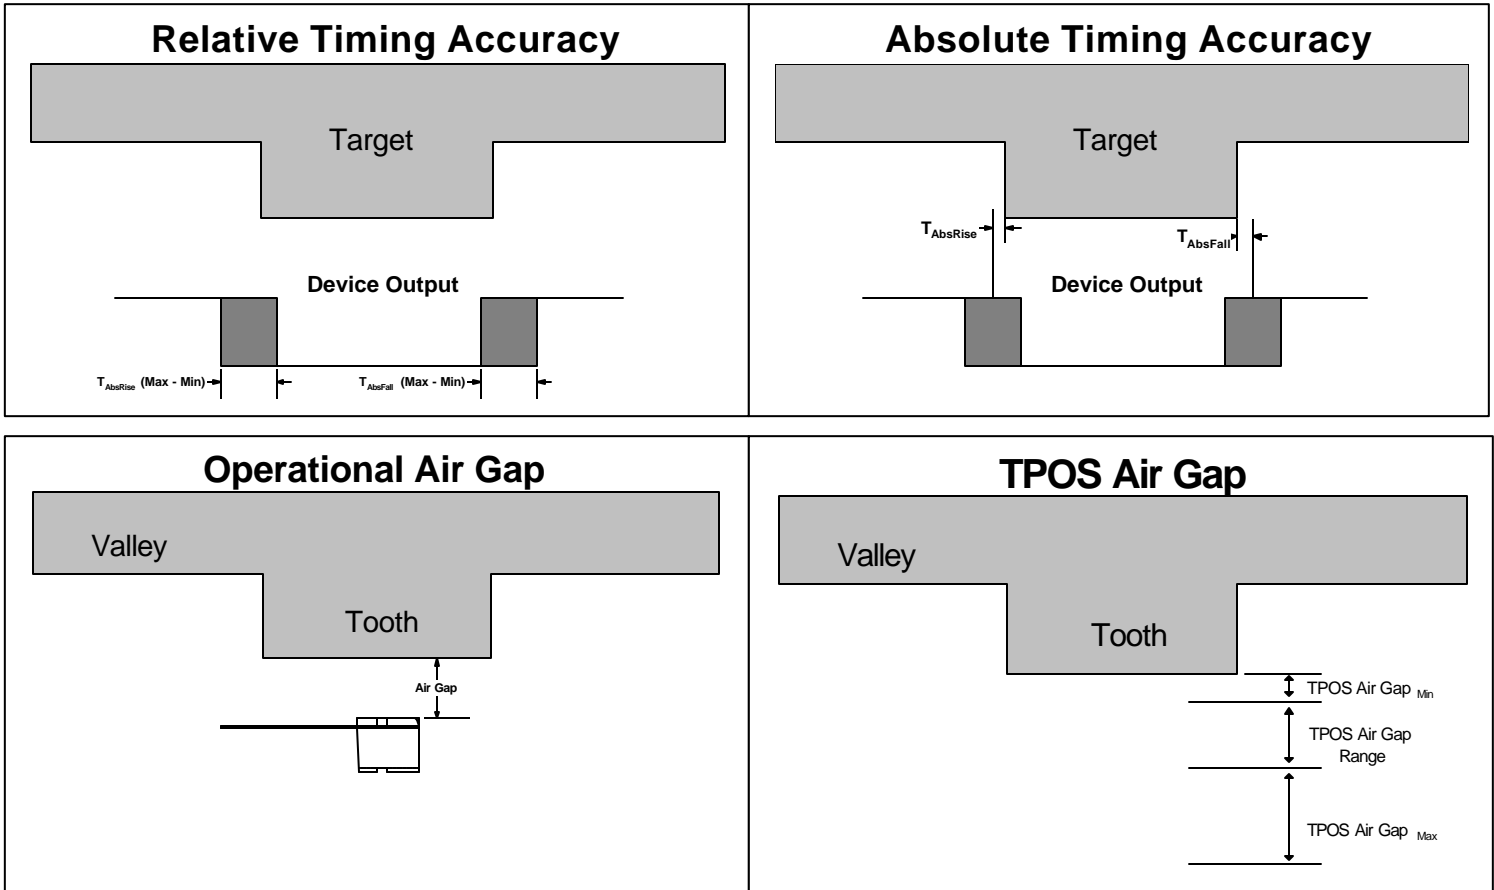 Relative Timing Accuracy
Target
Device Output
TAbsRise (Max - Min)
TAbsFall (Max - Min)
Absolute Timing Accuracy
Target
TAbsRise
TAbsFall
Device Output
Operational Air Gap
Valley
Tooth
Air Gap
TPOS Air Gap
Valley
Tooth
TPOS Air Gap Min
TPOS Air Gap
Range
TPOS Air Gap Max